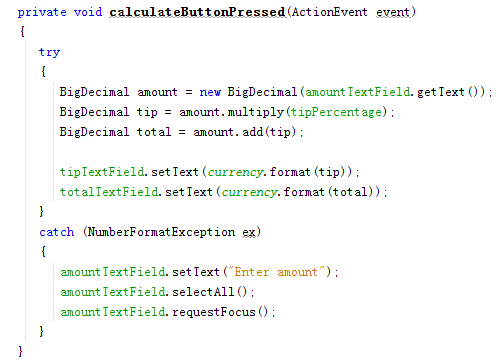 private void calculateButtonPressed(ActionEvent event)
{
try
{
BigDecimal amount = new BigDecimal(amountTextField.getText());
BigDecimal tip = amount.multiply(tipPercentage);
BigDecimal total = amount.add(tip);
tipTextField.setText(currency.format(tip));
totalTextField.setText(currency.format(total));
}
catch (NumberFormatException ex)
{
amountTextField.setText("Enter amount");
amountTextField.selectAll();
amountTextField.requestFocus();
}
}